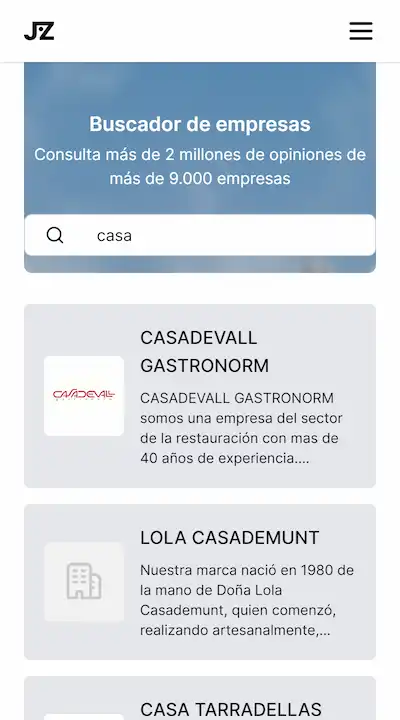 JZ
Buscador de empresas
Consulta más de 2 millones de opiniones de
más de 9.000 empresas
casa
CASADEVALL
GASTRONORM
CASADEVALL
CASADEVALL GASTRONORM
somos una empresa del sector
de la restauración con mas de
40 años de experiencia....
LOLA CASADEMUNT
Nuestra marca nació en 1980 de
la mano de Doña Lola
Casademunt, quien comenzó,
realizando artesanalmente,...
CASA TARRADELLAS